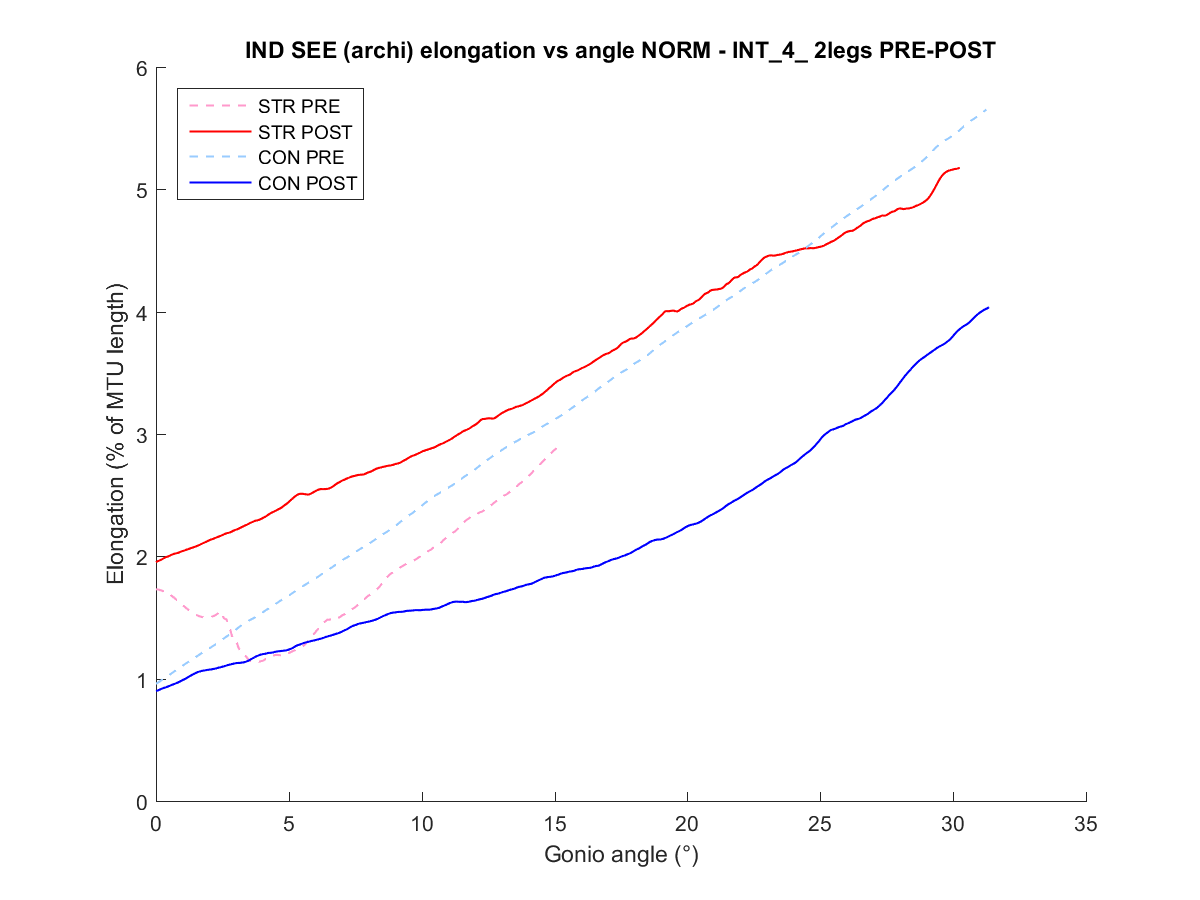 IND SEE (archi) elongation vs angle NORM - INT_4_ 2legs PRE-POST
6
STR PRE
STR POST
CON PRE
CON POST
5
4
3
2
1
0
Elongation (% of MTU length)
0 5 10 15 20 25 30 35
Gonio angle (°)